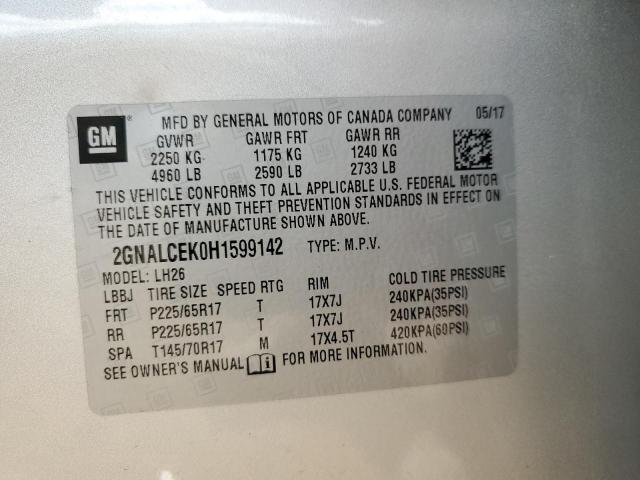 GM ® MFD BY GENERAL MOTORS OF CANADA COMPANY 05/17
GVWR GAWR FRT GAWR RR
2250 KG 1175 KG 1240 KG
4960 LB 2590 LB 2733 LB
THIS VEHICLE CONFORMS TO ALL APPLICABLE U.S. FEDERAL MOTOR
VEHICLE SAFETY AND THEFT PREVENTION STANDARDS IN EFFECT ON
THE DATE OF MANUFACTURE SHOWN ABOVE.
2GNALCEK0H1599142 TYPE: M.P.V.
MODEL: LH26
LBBJ TIRE SIZE SPEED RTG RIM COLD TIRE PRESSURE
FRT P225/65R17 T 17X7J 240KPA(35PSI)
RR P225/65R17 T 17X7J 240KPA(35PSI)
SPA T145/70R17 M 17X4.5T 420KPA(60PSI)
SEE OWNER'S MANUAL i FOR MORE INFORMATION.